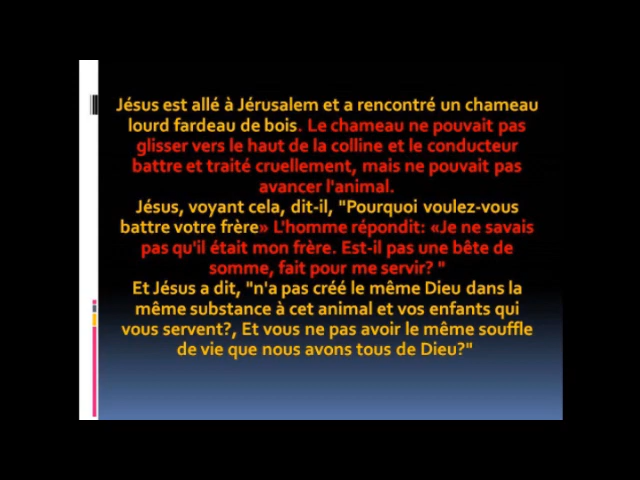 Jésus est allé à Jérusalem et a rencontré un chameau
lourd fardeau de bois. Le chameau ne pouvait pas
glisser vers le haut de la colline et le conducteur
battre et traité cruellement, mais ne pouvait pas
avancer l'animal.
Jésus, voyant cela, dit-il, "Pourquoi voulez-vous
battre votre frère» L'homme répondit: «Je ne savais
pas qu'il était mon frère. Est-il pas une bête de
somme, fait pour me servir? "
Et Jésus a dit, "n'a pas créé le même Dieu dans la
même substance à cet animal et vos enfants qui
vous servent?, Et vous ne pas avoir le même souffle
de vie que nous avons tous de Dieu?"